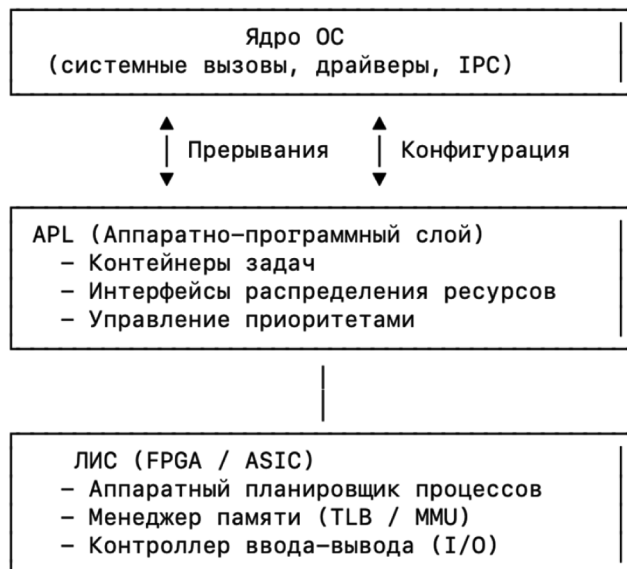 Ядро ОС
(системные вызовы, драйверы, IPC)
Прерывания Конфигурация
APL (Аппаратно-программный слой)
- Контейнеры задач
- Интерфейсы распределения ресурсов
- Управление приоритетами
ЛИС (FPGA / ASIC)
- Аппаратный планировщик процессов
- Менеджер памяти (TLB / MMU)
- Контроллер ввода-вывода (I/O)